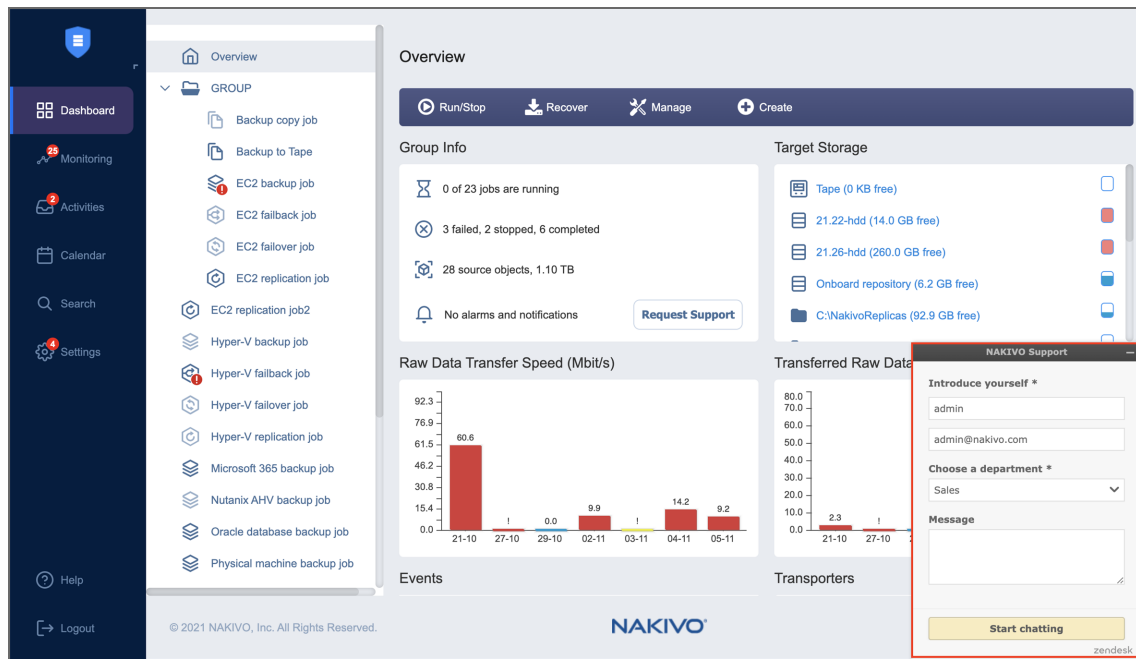 Dashboard
25
Monitoring
2
Activities
Calendar
Search
4
Settings
Help
Logout
Overview
GROUP
Backup copy job
Backup to Tape
EC2 backup job
EC2 failback job
EC2 failover job
EC2 replication job
EC2 replication job2
Hyper-V backup job
Hyper-V failback job
Hyper-V failover job
Hyper-V replication job
Microsoft 365 backup job
Nutanix AHV backup job
Oracle database backup job
Physical machine backup job
Overview
Run/Stop Recover Manage Create
Group Info
0 of 23 jobs are running
3 failed, 2 stopped, 6 completed
28 source objects, 1.10 TB
No alarms and notifications Request Support
Target Storage
Tape (0 KB free)
21.22-hdd (14.0 GB free)
21.26-hdd (260.0 GB free)
Onboard repository (6.2 GB free)
C:\NakivoReplicas (92.9 GB free)
Raw Data Transfer Speed (Mbit/s)
92.3
76.9
61.5
46.2
30.8
15.4
0.0
60.6 ! 0.0 9.9 ! 14.2 9.2
21-10 27-10 29-10 02-11 03-11 04-11 05-11
Transferred Raw Data
80.0
70.0
60.0
50.0
40.0
30.0
20.0
10.0
0.0
2.3 !
21-10 27-10
Events
Transporters
NAKIVO Support
Introduce yourself *
admin
admin@nakivo.com
Choose a department *
Sales
Message
Start chatting
zendesk
© 2021 NAKIVO, Inc. All Rights Reserved.
NAKIVO®